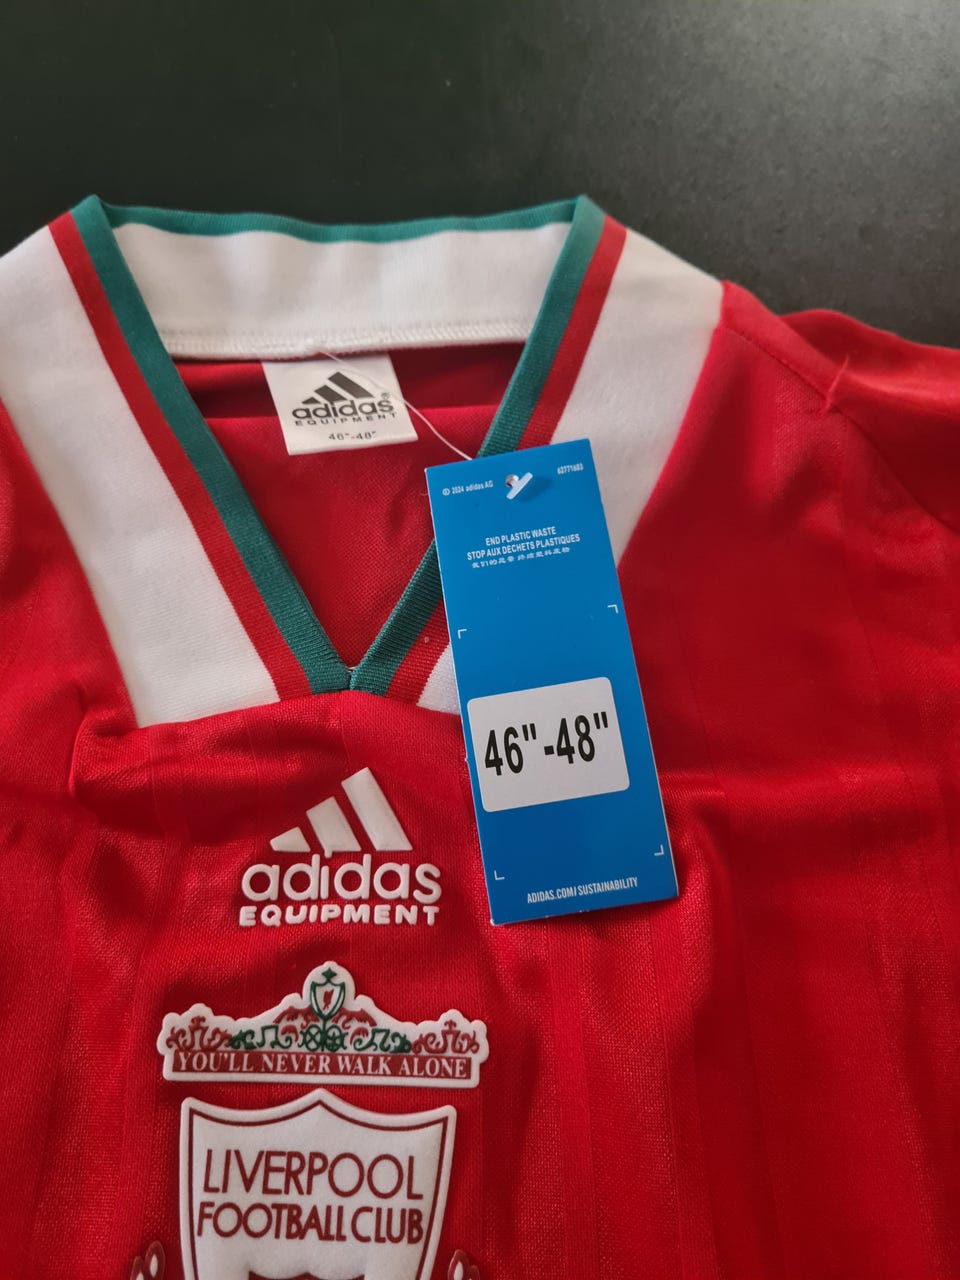 adidas®
EQUIPMENT
46"-48"
© 2024 adidas AG
62771683
END PLASTIC WASTE
STOP AUX DECHETS PLASTIQUES
46"-48"
ADIDAS.COM/SUSTAINABILITY
adidas
EQUIPMENT
YOU'LL NEVER WALK ALONE
LIVERPOOL
FOOTBALL CLUB